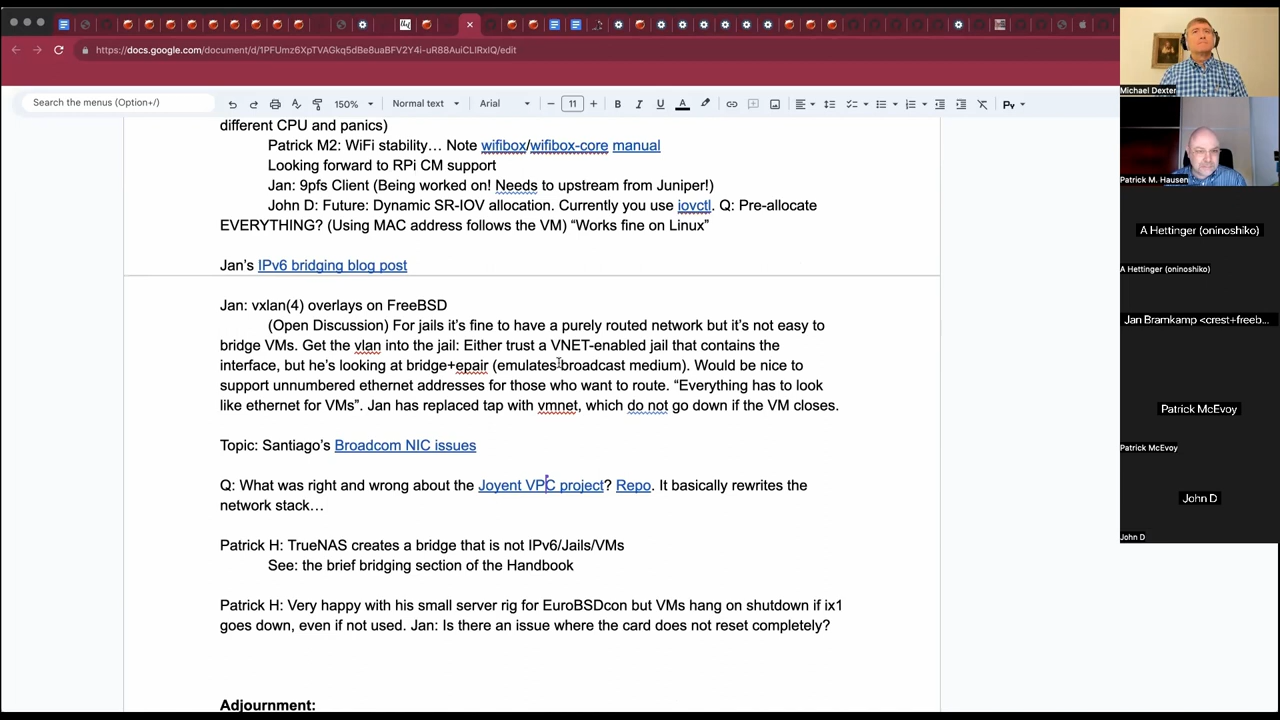 https://docs.google.com/document/d/1PFUmz6XpTVAGkq5dBe8uaBFV2Y4i-uR88AuiCLlRxIQ/edit
Search the menus (Option+/)
150%
Normal text
Arial
11
different CPU and panics)
Patrick M2: WiFi stability… Note wifibox/wifibox-core manual
Looking forward to RPi CM support
Jan: 9pfs Client (Being worked on! Needs to upstream from Juniper!)
John D: Future: Dynamic SR-IOV allocation. Currently you use iovctl. Q: Pre-allocate
EVERYTHING? (Using MAC address follows the VM) “Works fine on Linux”
Jan’s IPv6 bridging blog post
Jan: vxlan(4) overlays on FreeBSD
(Open Discussion) For jails it’s fine to have a purely routed network but it’s not easy to
bridge VMs. Get the vlan into the jail: Either trust a VNET-enabled jail that contains the
interface, but he’s looking at bridge+epair (emulates broadcast medium). Would be nice to
support unnumbered ethernet addresses for those who want to route. “Everything has to look
like ethernet for VMs”. Jan has replaced tap with vmnet, which do not go down if the VM closes.
Topic: Santiago’s Broadcom NIC issues
Q: What was right and wrong about the Joyent VPC project? Repo. It basically rewrites the
network stack…
Patrick H: TrueNAS creates a bridge that is not IPv6/Jails/VMs
See: the brief bridging section of the Handbook
Patrick H: Very happy with his small server rig for EuroBSDcon but VMs hang on shutdown if ix1
goes down, even if not used. Jan: Is there an issue where the card does not reset completely?
Adjournment:
Michael Dexter
Patrick M. Hausen
A Hettinger (oninoshiko)
A Hettinger (oninoshiko)
Jan Bramkamp <crest+freeb...
Patrick McEvoy
Patrick McEvoy
John D
John D